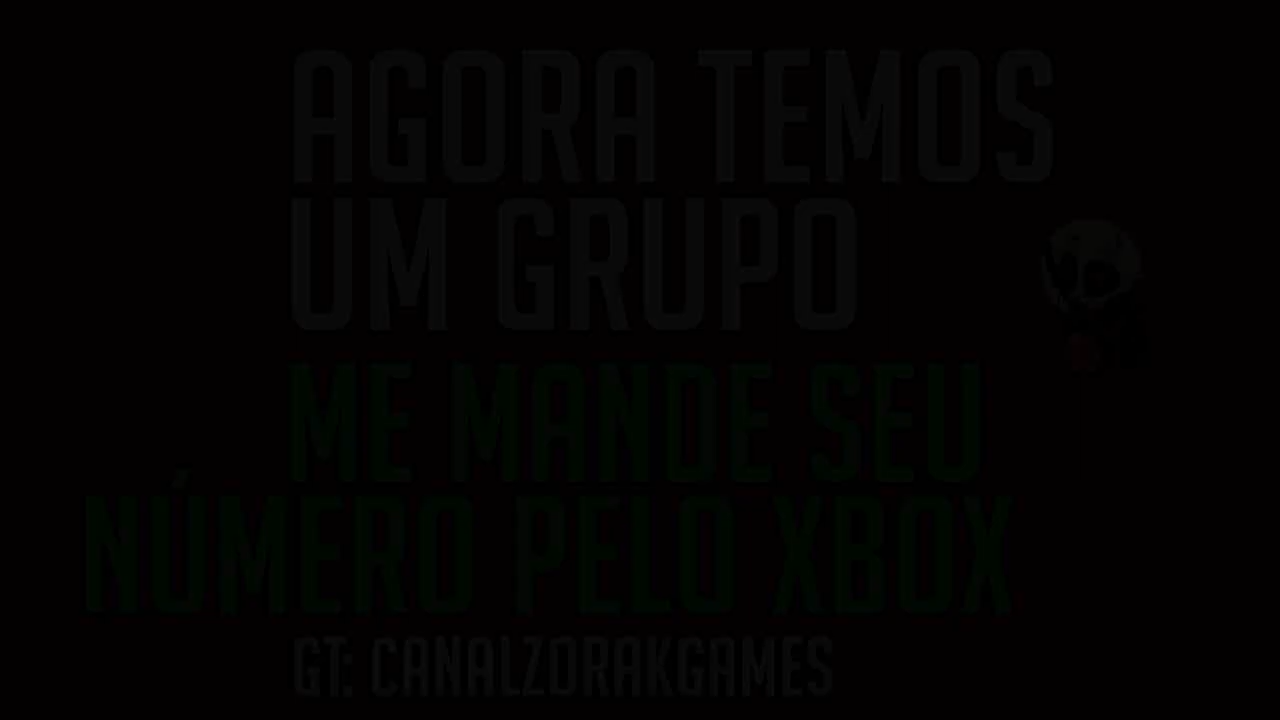 AGORA TEMOS
UM GRUPO
ME MANDE SEU
NÚMERO PELO XBOX
GT: CANALZORAKGAMES